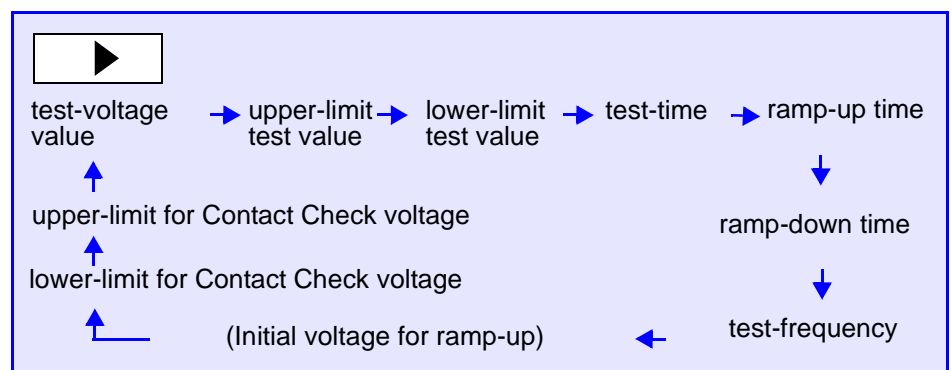 test-voltage value
upper-limit test value
lower-limit test value
test-time
ramp-up time
ramp-down time
test-frequency
(Initial voltage for ramp-up)
lower-limit for Contact Check voltage
upper-limit for Contact Check voltage